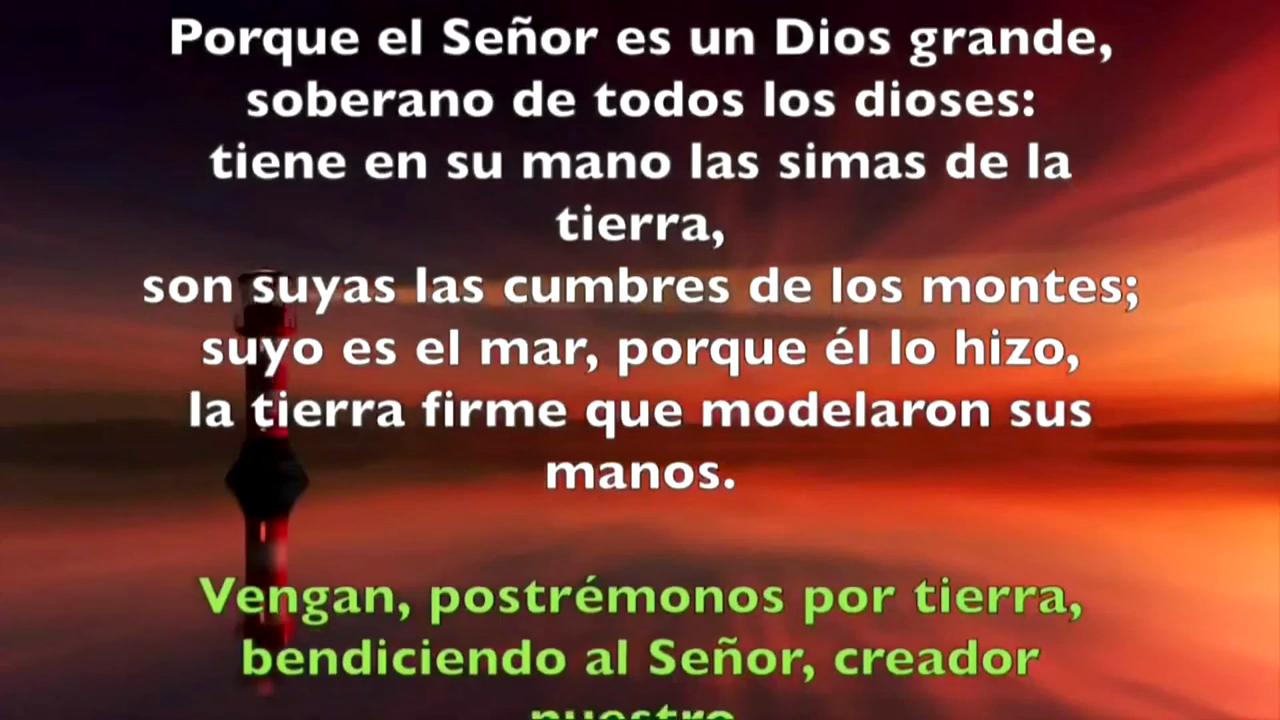 Porque el Señor es un Dios grande,
soberano de todos los dioses:
tiene en su mano las simas de la
tierra,
son suyas las cumbres de los montes;
suyo es el mar, porque él lo hizo,
la tierra firme que modelaron sus
manos.
Vengan, postrémonos por tierra,
bendiciendo al Señor, creador
nuestro